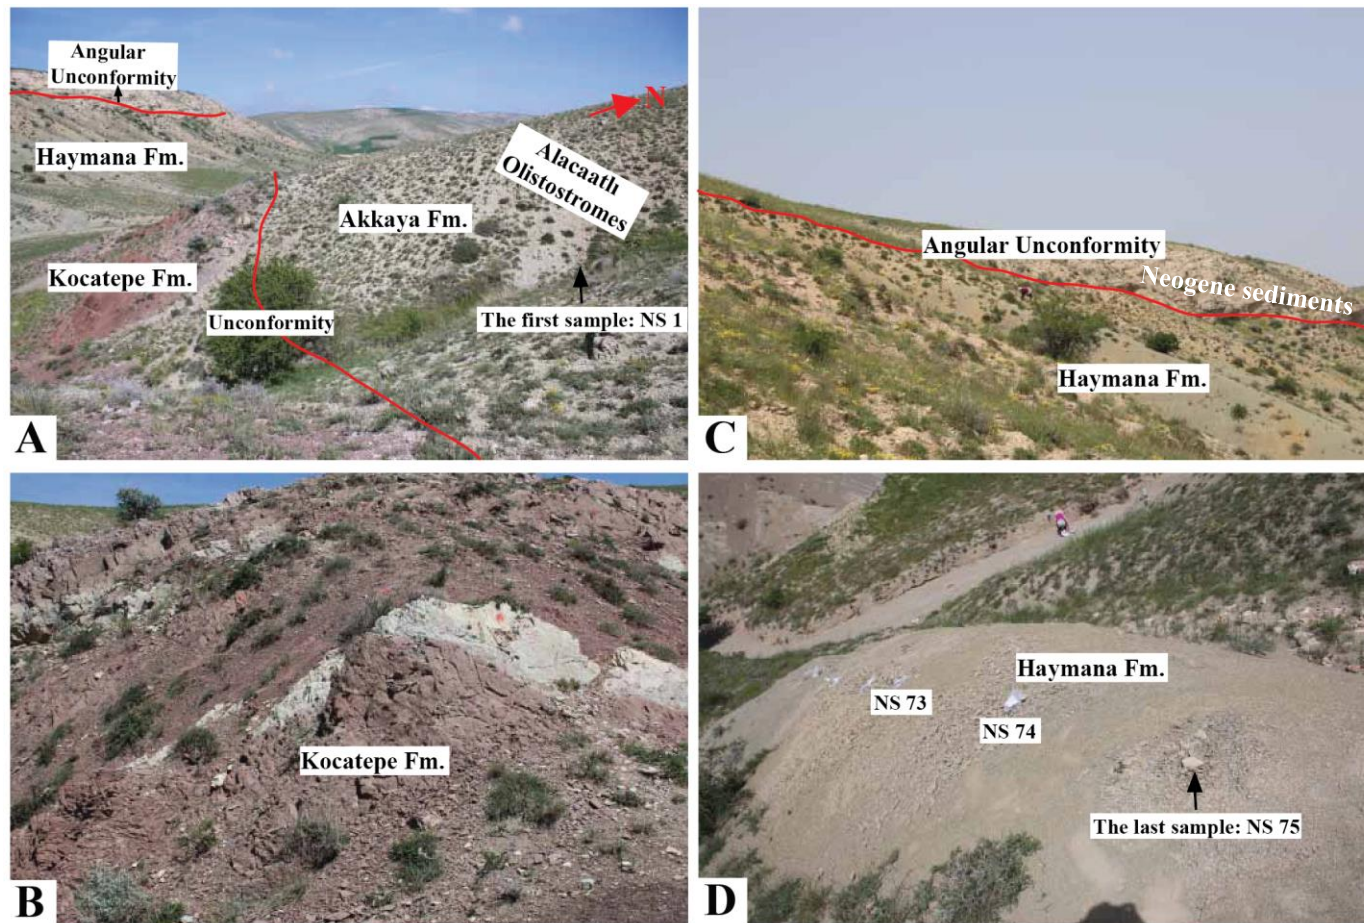 Angular
Unconformity
N
Haymana Fm.
Alacaatlı
Olistostromes
Akkaya Fm.
Kocatepe Fm.
Unconformity
The first sample: NS 1
A
Kocatepe Fm.
B
Angular Unconformity
Neogene sediments
Haymana Fm.
C
Haymana Fm.
NS 73
NS 74
The last sample: NS 75
D